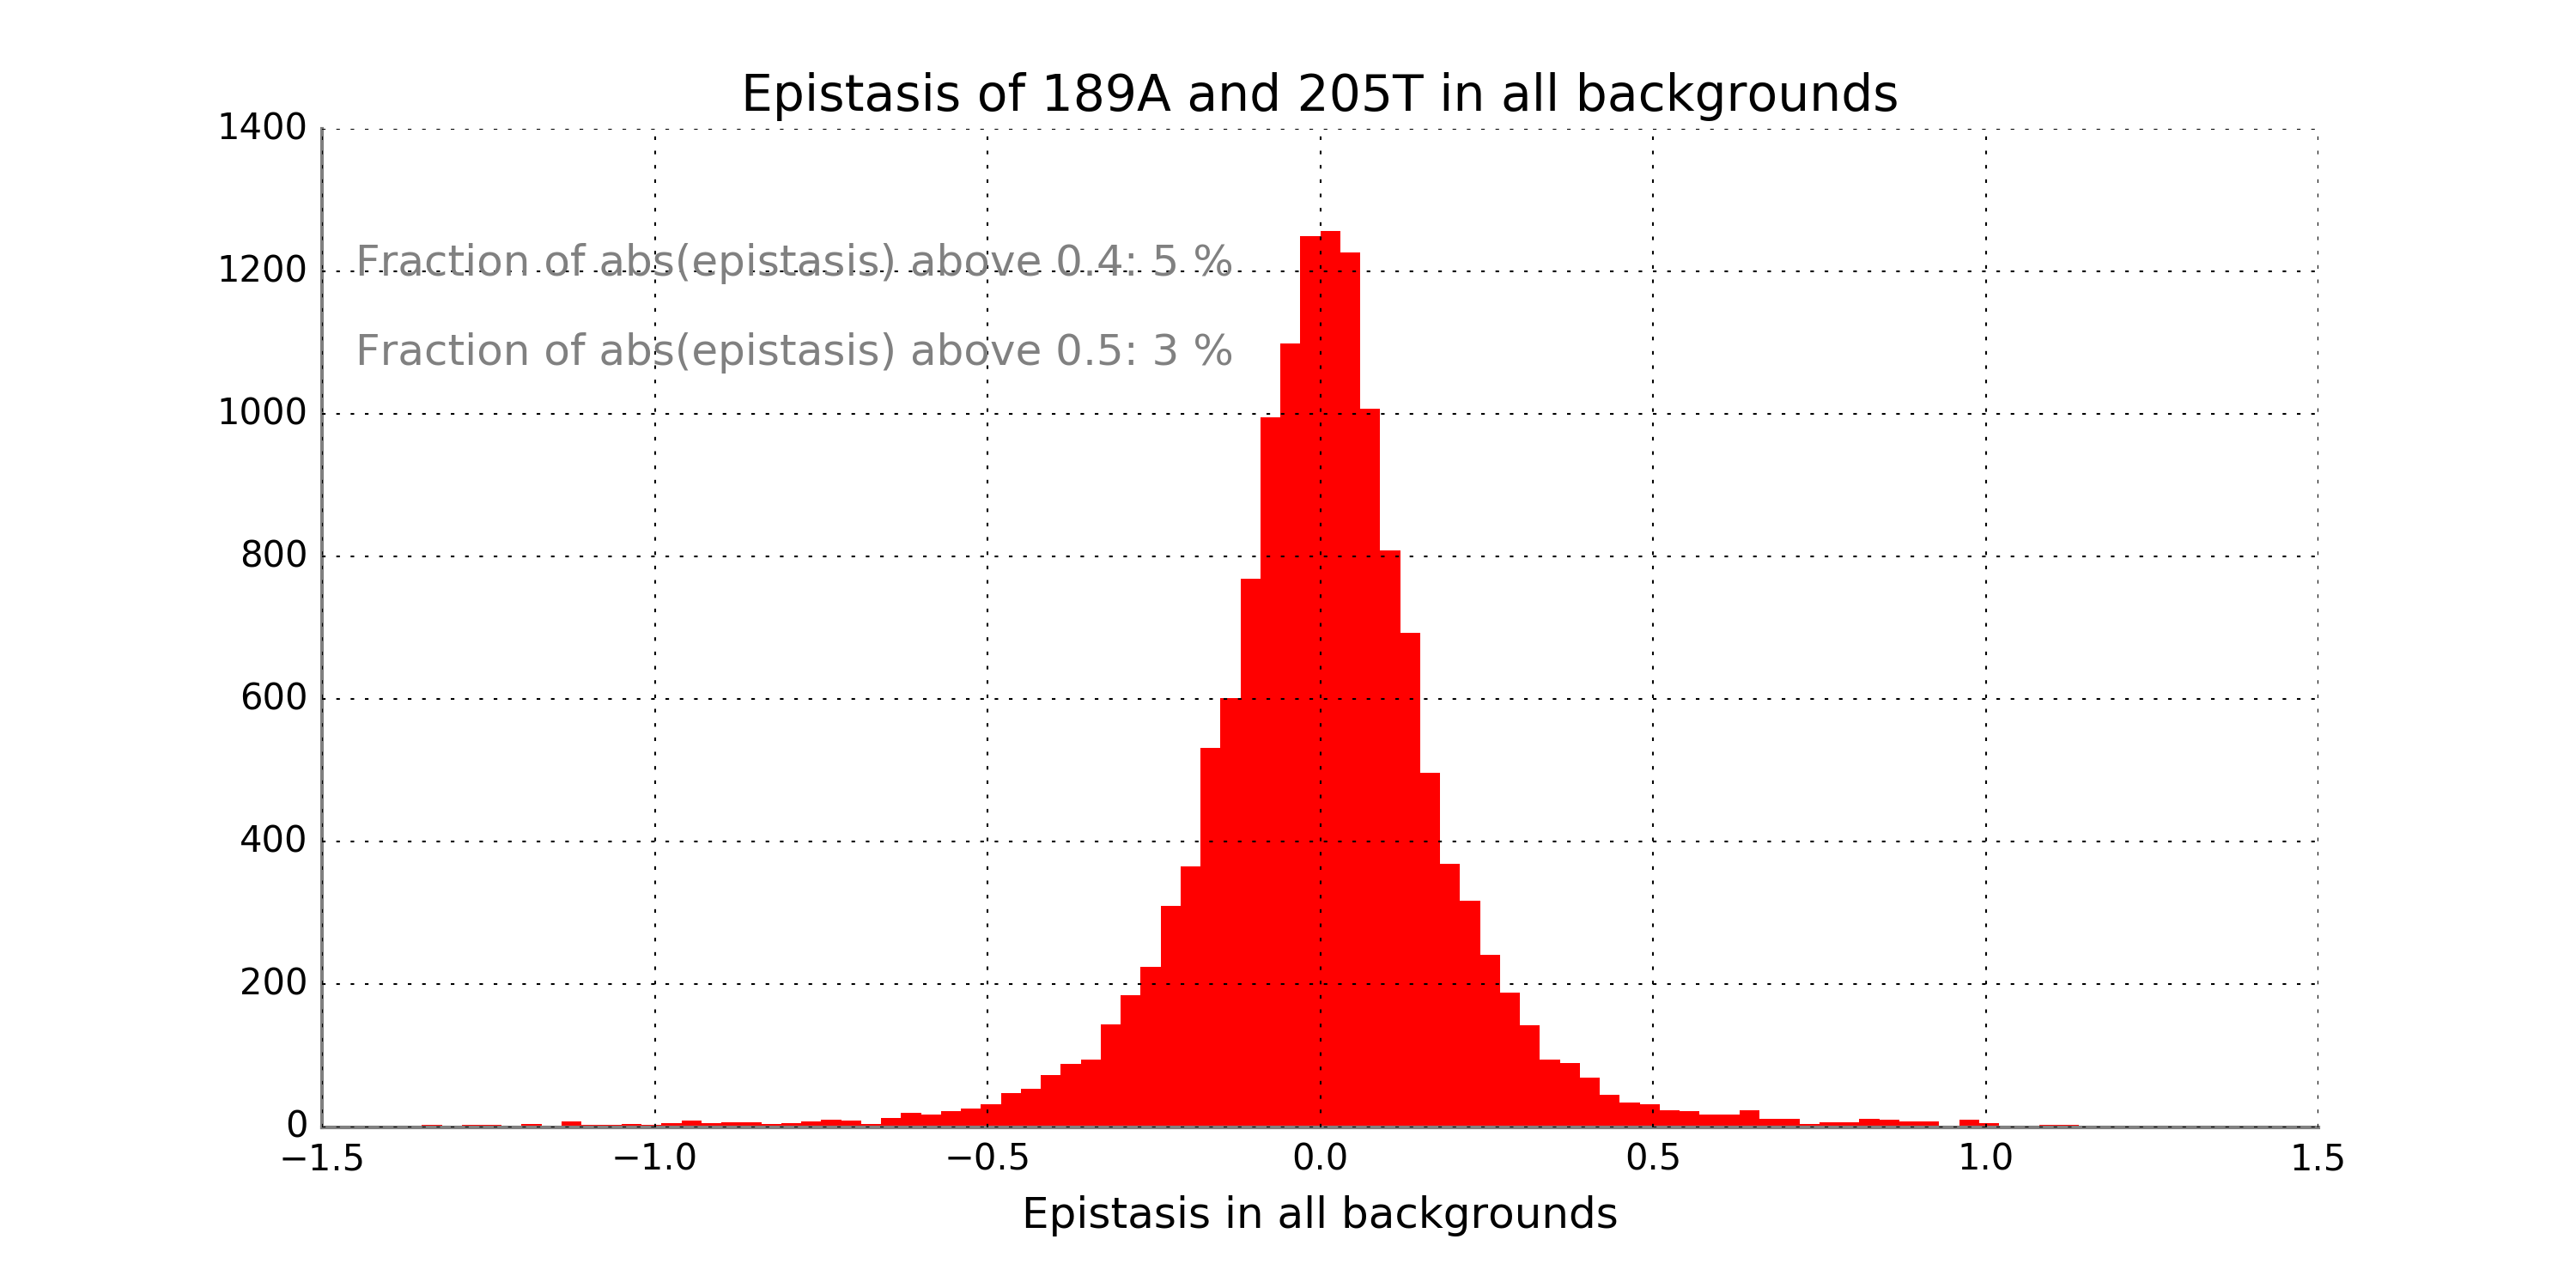 Epistasis of 189A and 205T in all backgrounds
1400
1200
1000
800
600
400
200
0
Fraction of abs(epistasis) above 0.4: 5 %
Fraction of abs(epistasis) above 0.5: 3 %
−1.5 −1.0 −0.5 0.0 0.5 1.0 1.5
Epistasis in all backgrounds